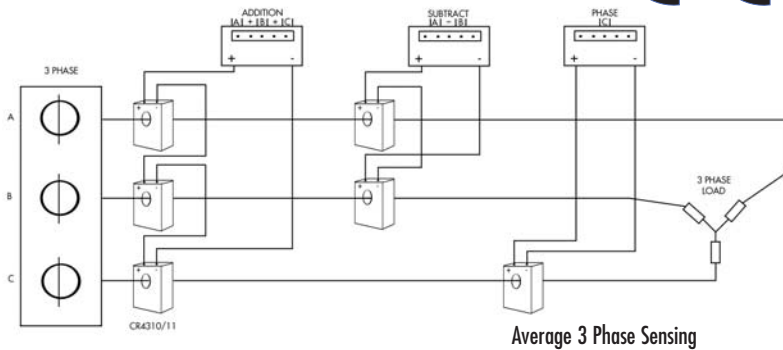 ADDITION
|A| + |B| + |C|
+ -
SUBTRACT
|A| − |B|
+ -
PHASE
|C|
+ -
3 PHASE
A
+ -
+ -
B
+ -
+ -
3 PHASE
LOAD
C
+ -
+ -
CR4310/11
Average 3 Phase Sensing